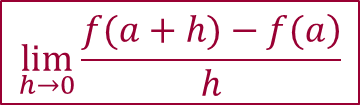 lim h→0 f(a + h) − f(a) / h